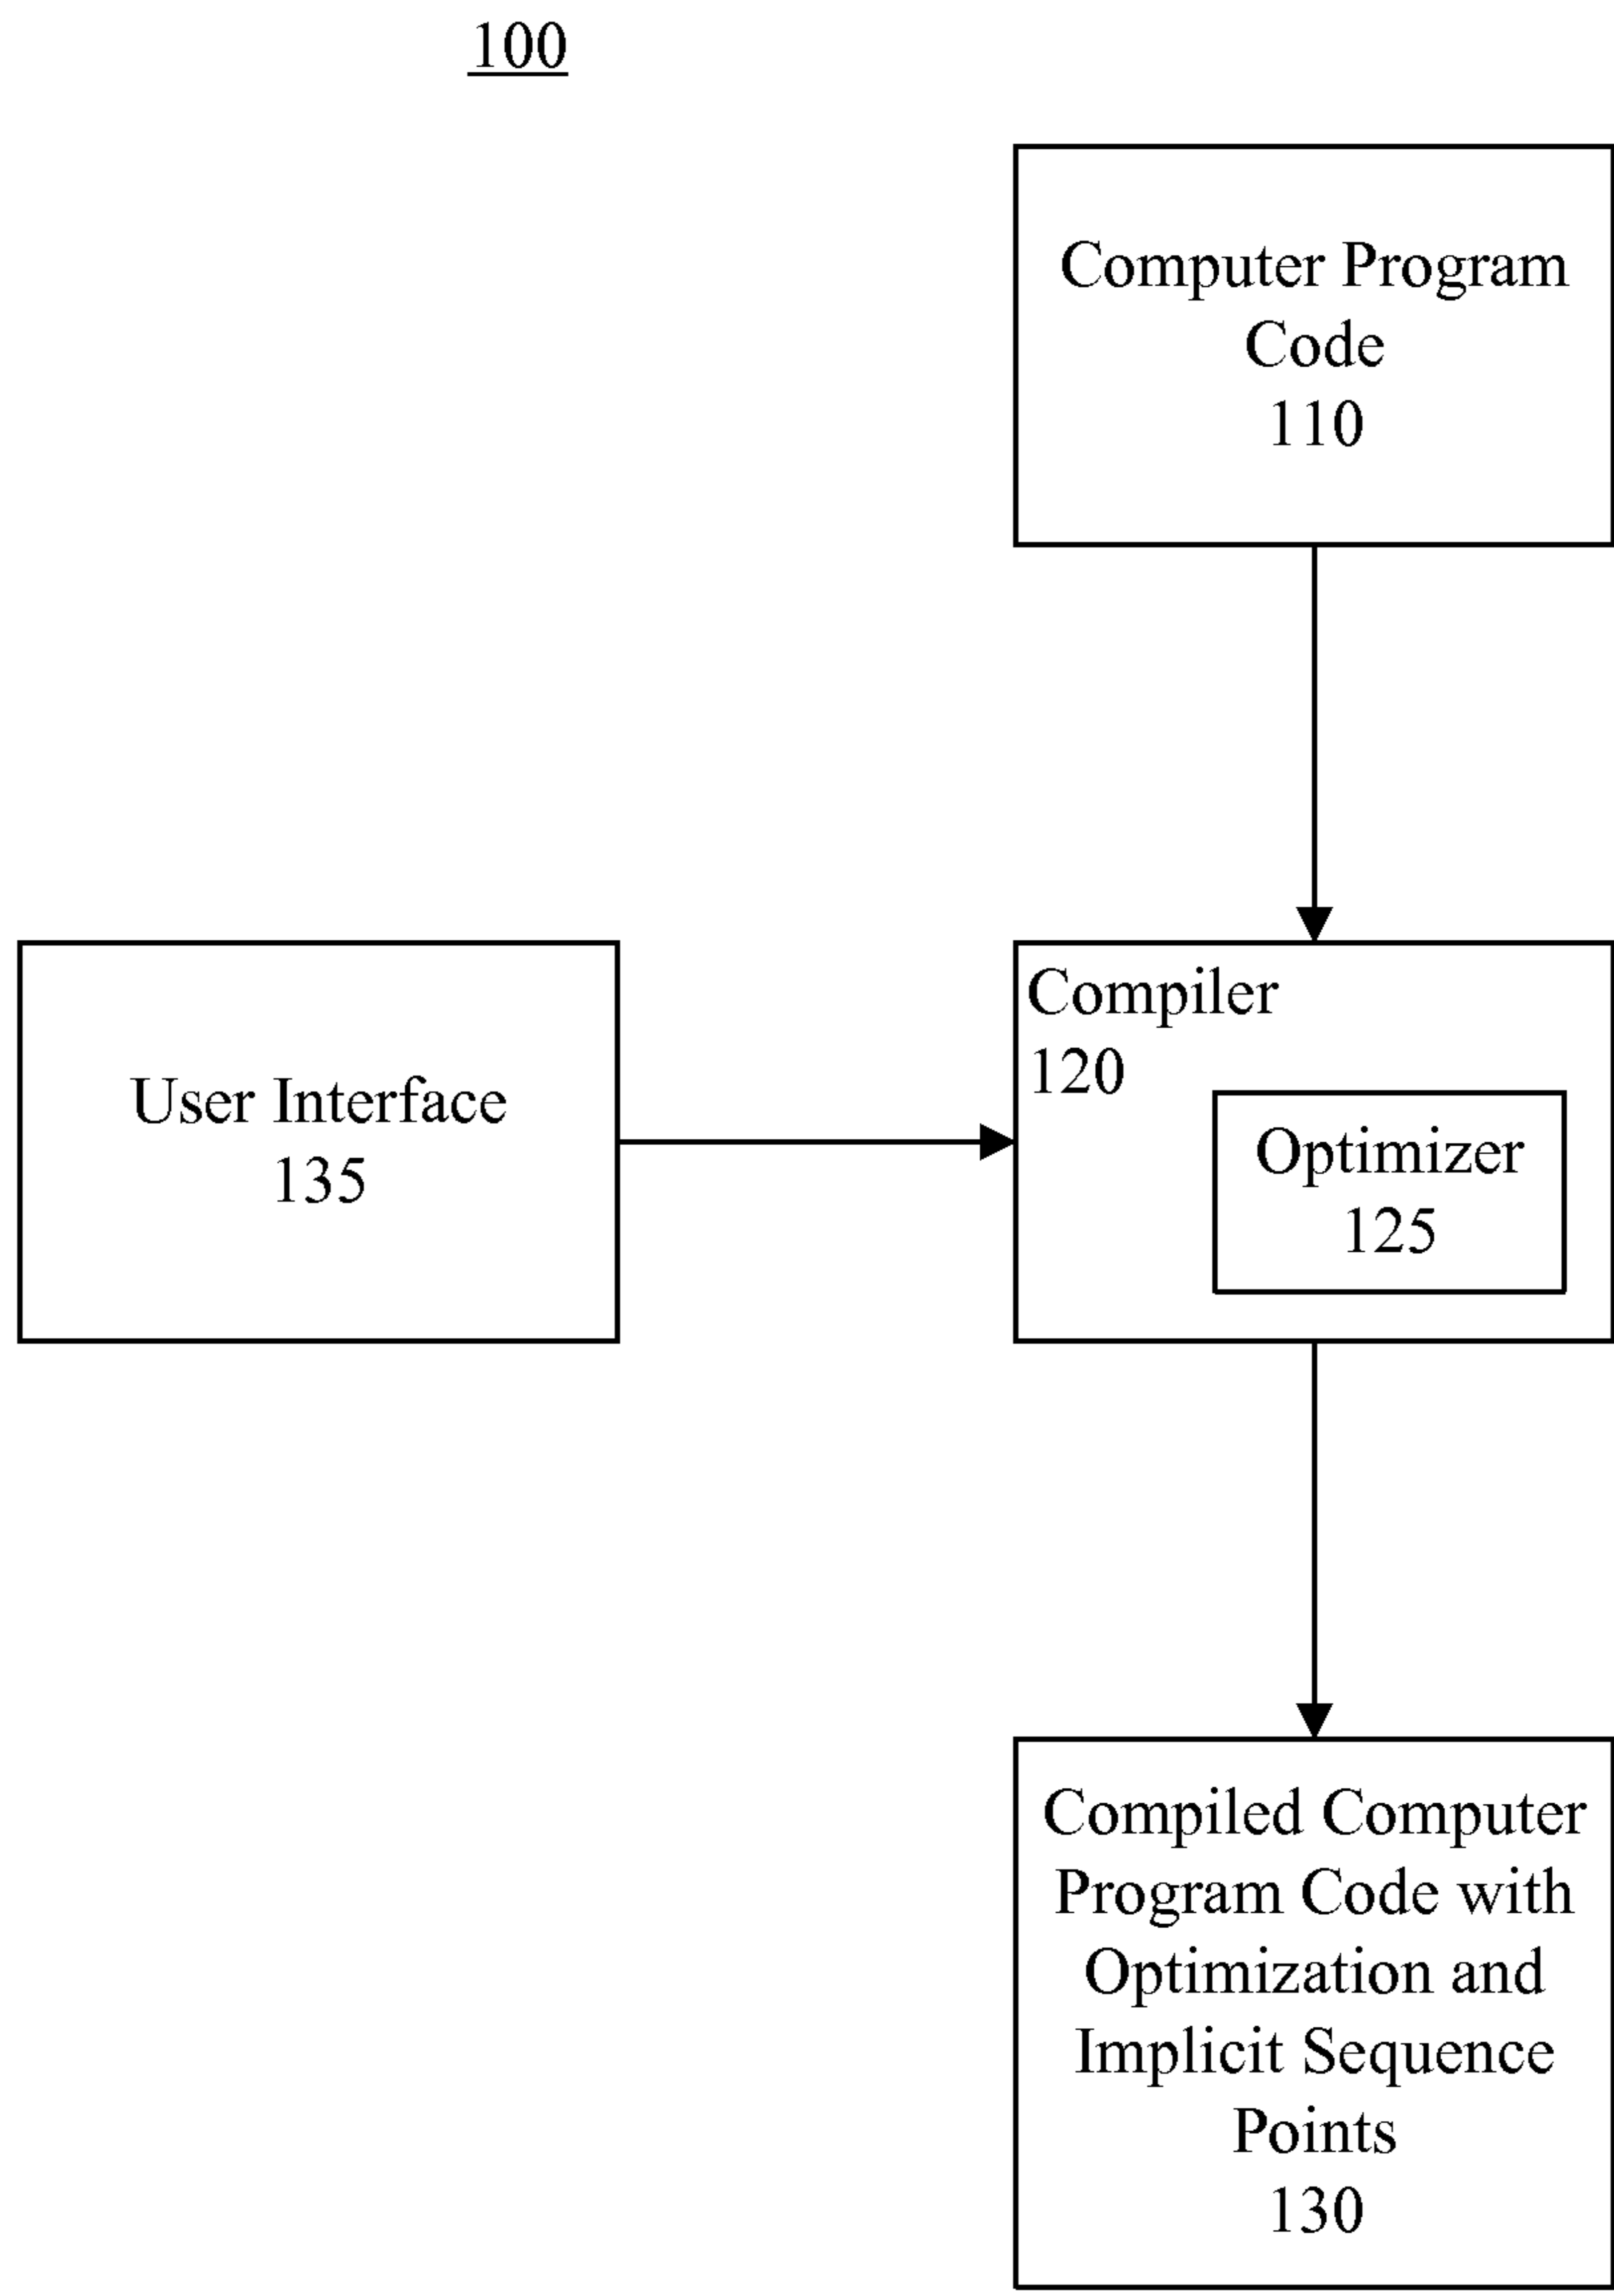 100
Computer Program
Code
110
User Interface
135
Compiler
120
Optimizer
125
Compiled Computer
Program Code with
Optimization and
Implicit Sequence
Points
130